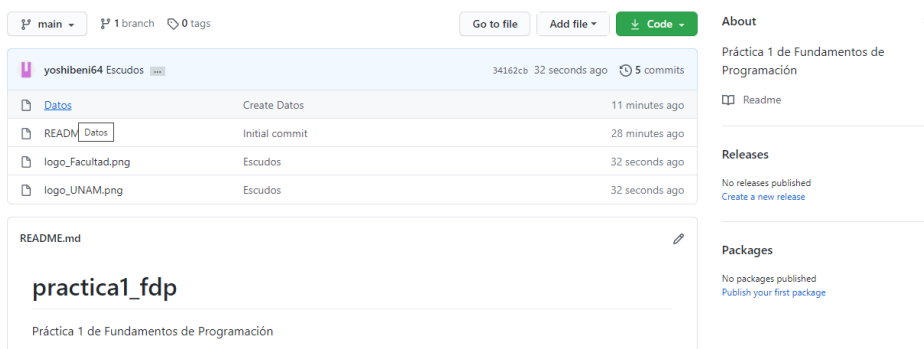 main 1 branch 0 tags Go to file Add file Code
yoshibeni64 Escudos ... 34162cb 32 seconds ago 5 commits
Datos Create Datos 11 minutes ago
READM Datos Initial commit 28 minutes ago
logo_Facultad.png Escudos 32 seconds ago
logo_UNAM.png Escudos 32 seconds ago
README.md
practica1_fdp
Práctica 1 de Fundamentos de Programación
About
Práctica 1 de Fundamentos de
Programación
Readme
Releases
No releases published
Create a new release
Packages
No packages published
Publish your first package